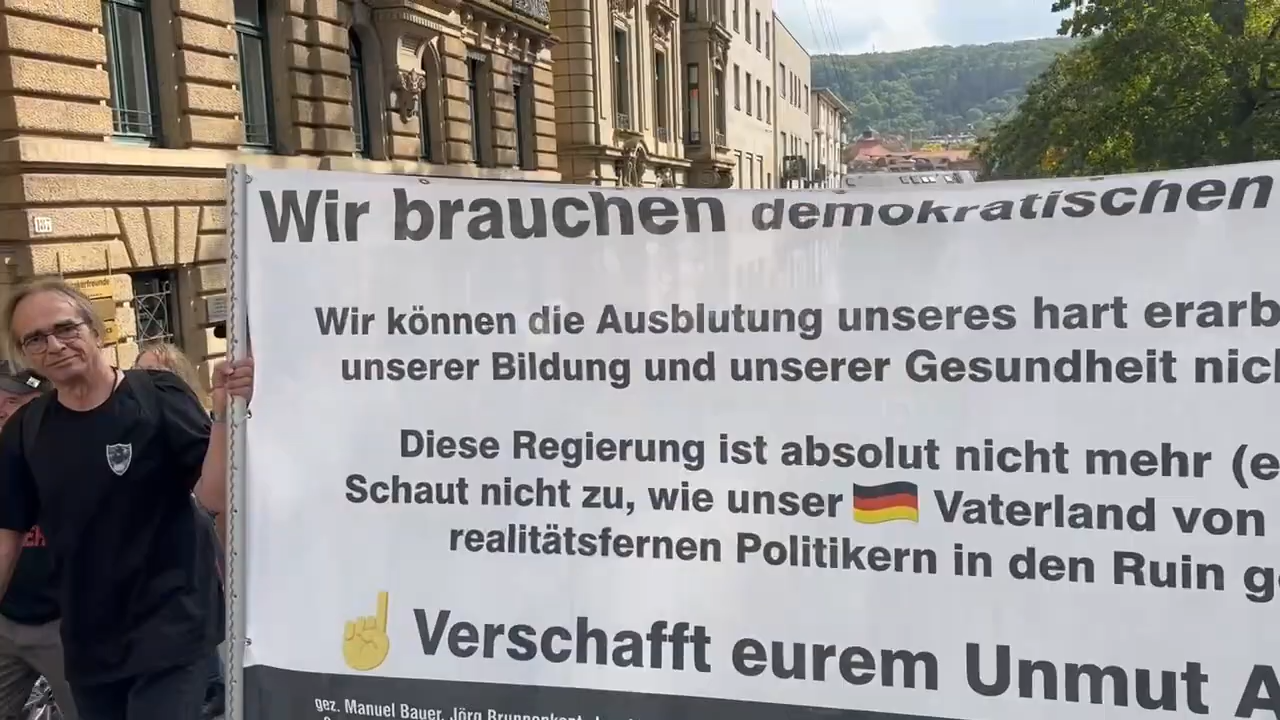 Wir brauchen demokratischen
Wir können die Ausblutung unseres hart erarb
unserer Bildung und unserer Gesundheit nic
Diese Regierung ist absolut nicht mehr (e
Schaut nicht zu, wie unser 🇩🇪 Vaterland von
realitätsfernen Politikern in den Ruin g
☝ Verschafft eurem Unmut A
gez. Manuel Bauer, Jörg